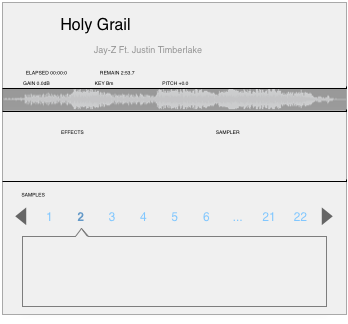 Holy Grail
Jay-Z Ft. Justin Timberlake
ELAPSED 00:00:0 REMAIN 2:53.7
GAIN 0.0dB KEY Bm PITCH +0.0
EFFECTS SAMPLER
SAMPLES
1 2 3 4 5 6 ... 21 22